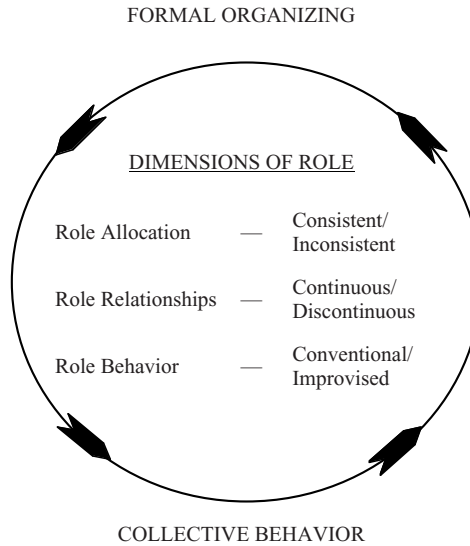 FORMAL ORGANIZING
DIMENSIONS OF ROLE
Role Allocation — Consistent/
Inconsistent
Role Relationships — Continuous/
Discontinuous
Role Behavior — Conventional/
Improvised
COLLECTIVE BEHAVIOR